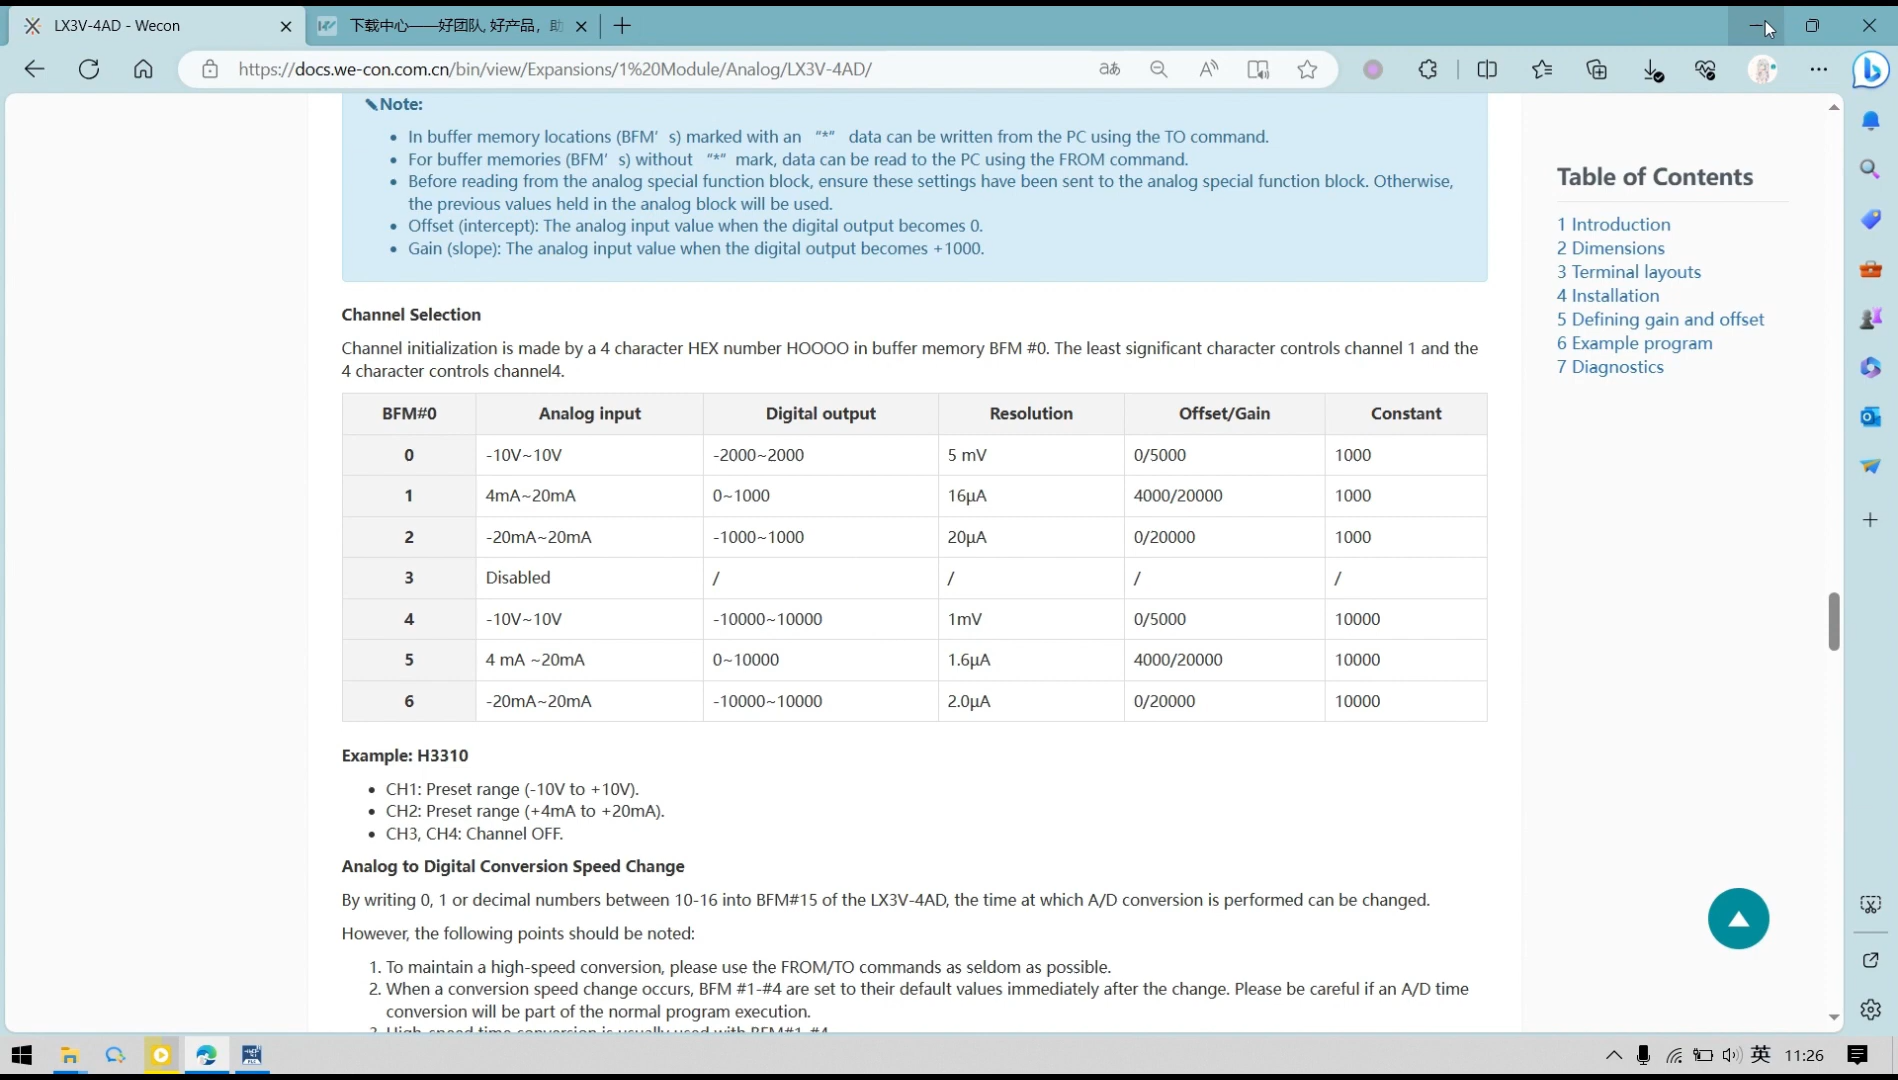 LX3V-4AD - Wecon
下载中心——好团队, 好产品，助
https://docs.we-con.com.cn/bin/view/Expansions/1%20Module/Analog/LX3V-4AD/
Note:
In buffer memory locations (BFM’s) marked with an “*” data can be written from the PC using the TO command.
For buffer memories (BFM’s) without “*” mark, data can be read to the PC using the FROM command.
Before reading from the analog special function block, ensure these settings have been sent to the analog special function block. Otherwise,
the previous values held in the analog block will be used.
Offset (intercept): The analog input value when the digital output becomes 0.
Gain (slope): The analog input value when the digital output becomes +1000.
Channel Selection
Channel initialization is made by a 4 character HEX number HOOOO in buffer memory BFM #0. The least significant character controls channel 1 and the
4 character controls channel4.
BFM#0 Analog input Digital output Resolution Offset/Gain Constant
0 -10V~10V -2000~2000 5 mV 0/5000 1000
1 4mA~20mA 0~1000 16μA 4000/20000 1000
2 -20mA~20mA -1000~1000 20μA 0/20000 1000
3 Disabled / / / /
4 -10V~10V -10000~10000 1mV 0/5000 10000
5 4 mA ~20mA 0~10000 1.6μA 4000/20000 10000
6 -20mA~20mA -10000~10000 2.0μA 0/20000 10000
Example: H3310
CH1: Preset range (-10V to +10V).
CH2: Preset range (+4mA to +20mA).
CH3, CH4: Channel OFF.
Analog to Digital Conversion Speed Change
By writing 0, 1 or decimal numbers between 10-16 into BFM#15 of the LX3V-4AD, the time at which A/D conversion is performed can be changed.
However, the following points should be noted:
1. To maintain a high-speed conversion, please use the FROM/TO commands as seldom as possible.
2. When a conversion speed change occurs, BFM #1-#4 are set to their default values immediately after the change. Please be careful if an A/D time
conversion will be part of the normal program execution.
3. High-speed time conversion is usually used with BFM#1-#4
Table of Contents
1 Introduction
2 Dimensions
3 Terminal layouts
4 Installation
5 Defining gain and offset
6 Example program
7 Diagnostics
英
11:26